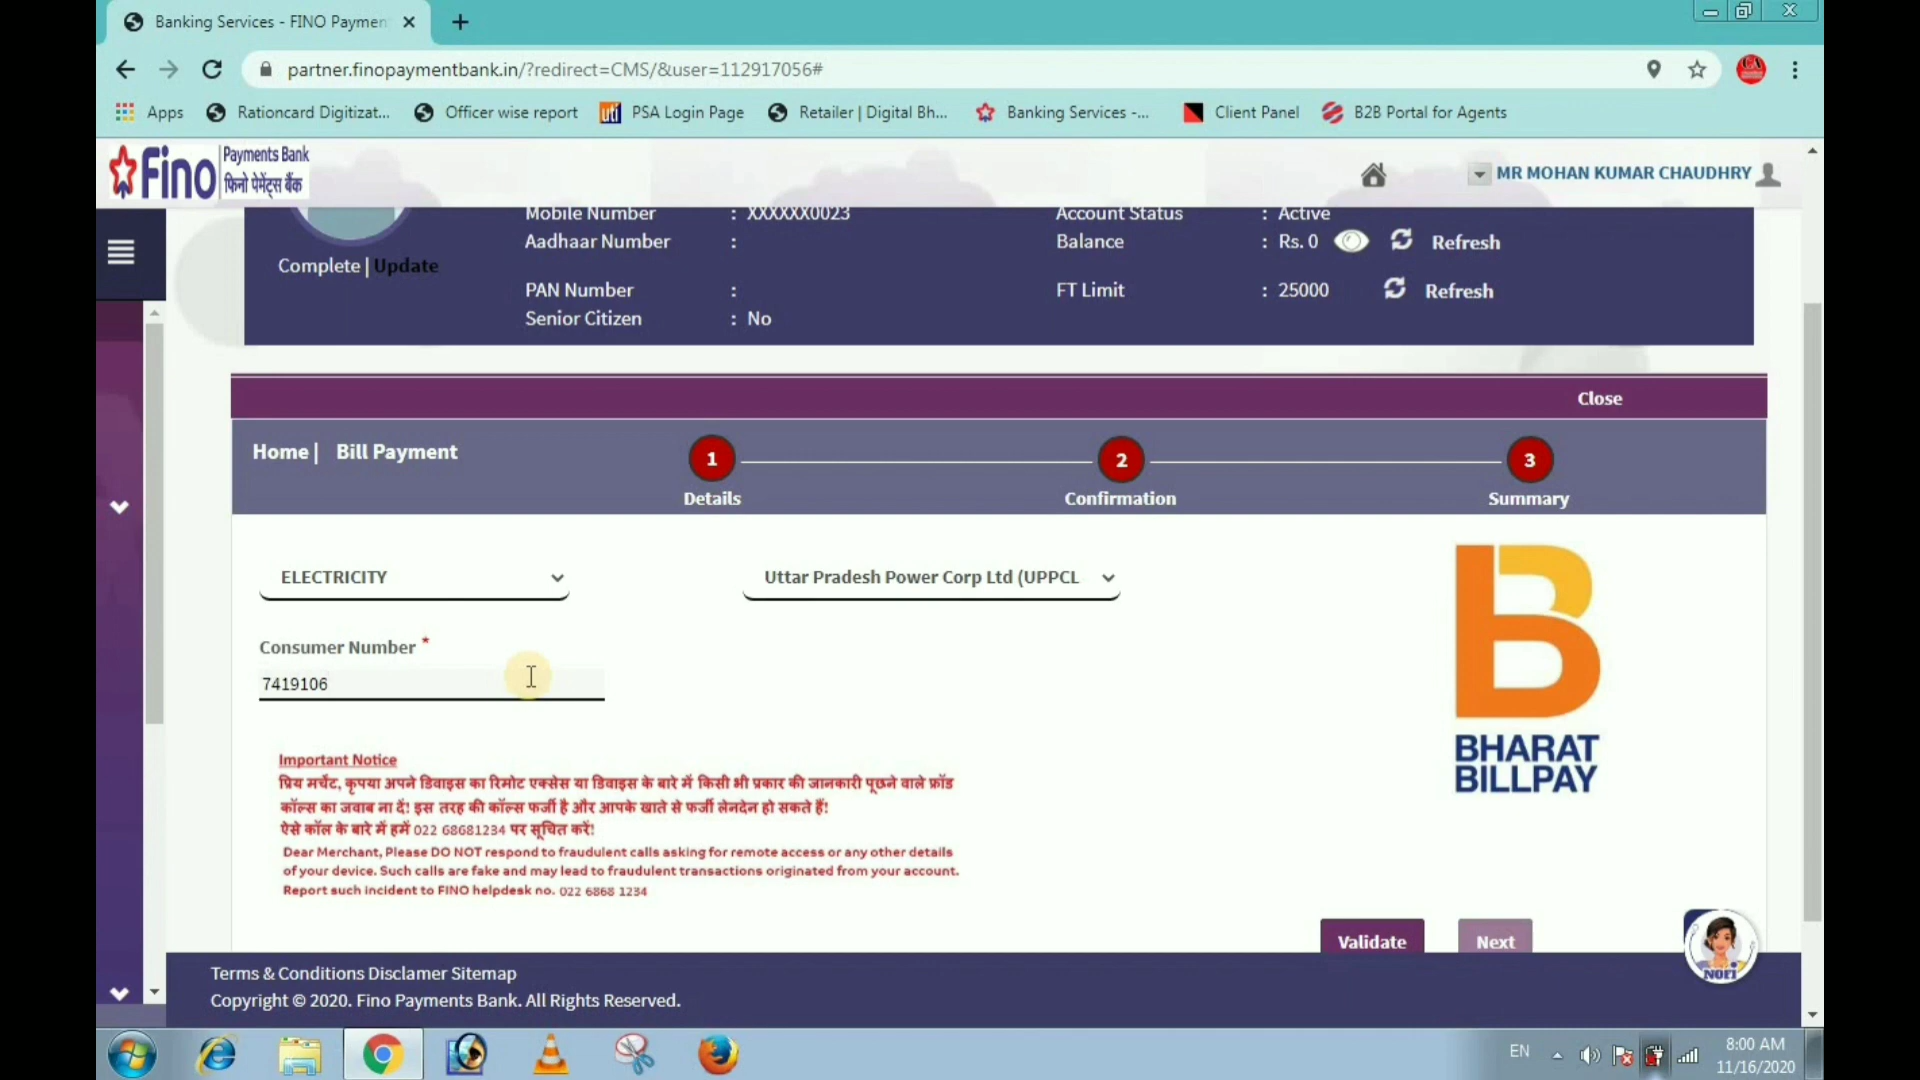 Banking Services - FINO Paymen
partner.finopaymentbank.in/?redirect=CMS/&user=112917056#
Apps Rationcard Digitizat... Officer wise report uti PSA Login Page Retailer | Digital Bh... Banking Services -... Client Panel B2B Portal for Agents
Fino Payments Bank
फिनो पेमेंट्स बैंक
MR MOHAN KUMAR CHAUDHRY
Mobile Number : XXXXXX0023 Account Status : Active
Aadhaar Number : Balance : Rs. 0 Refresh
Complete | Update
PAN Number : FT Limit : 25000 Refresh
Senior Citizen : No
Close
Home | Bill Payment 1 2 3
Details Confirmation Summary
ELECTRICITY Uttar Pradesh Power Corp Ltd (UPPCL
Consumer Number *
7419106
BHARAT
BILLPAY
Important Notice
प्रिय मर्चेंट, कृपया अपने डिवाइस का रिमोट एक्सेस या डिवाइस के बारे में किसी भी प्रकार की जानकारी पूछने वाले फ्रॉड
कॉल्स का जवाब ना दें! इस तरह की कॉल्स फर्जी है और आपके खाते से फर्जी लेनदेन हो सकते हैं!
ऐसे कॉल के बारे में हमें 022 68681234 पर सूचित करें!
Dear Merchant, Please DO NOT respond to fraudulent calls asking for remote access or any other details
of your device. Such calls are fake and may lead to fraudulent transactions originated from your account.
Report such incident to FINO helpdesk no. 022 6868 1234
Validate Next
NOFI
Terms & Conditions Disclamer Sitemap
Copyright © 2020. Fino Payments Bank. All Rights Reserved.
EN 8:00 AM
11/16/2020